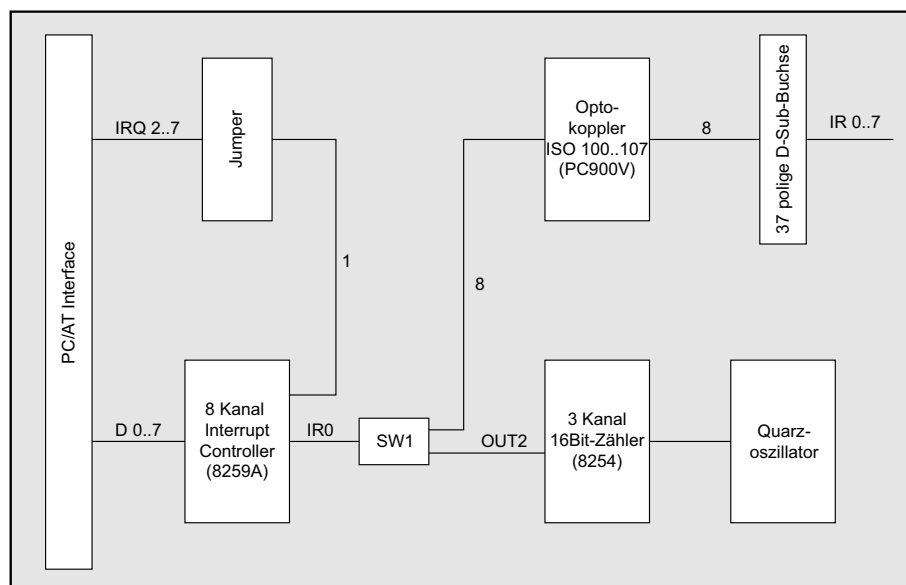 PC/AT Interface
IRQ 2..7
Jumper
1
Opto-
koppler
ISO 100..107
(PC900V)
8
37 polige D-Sub-Buchse
IR 0..7
8
D 0..7
8 Kanal
Interrupt
Controller
(8259A)
IR0
SW1
OUT2
3 Kanal
16Bit-Zähler
(8254)
Quarz-
oszillator